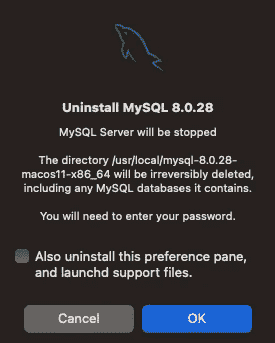 Uninstall MySQL 8.0.28
MySQL Server will be stopped
The directory /usr/local/mysql-8.0.28-
macos11-x86_64 will be irreversibly deleted,
including any MySQL databases it contains.
You will need to enter your password.
Also uninstall this preference pane,
and launchd support files.
Cancel
OK